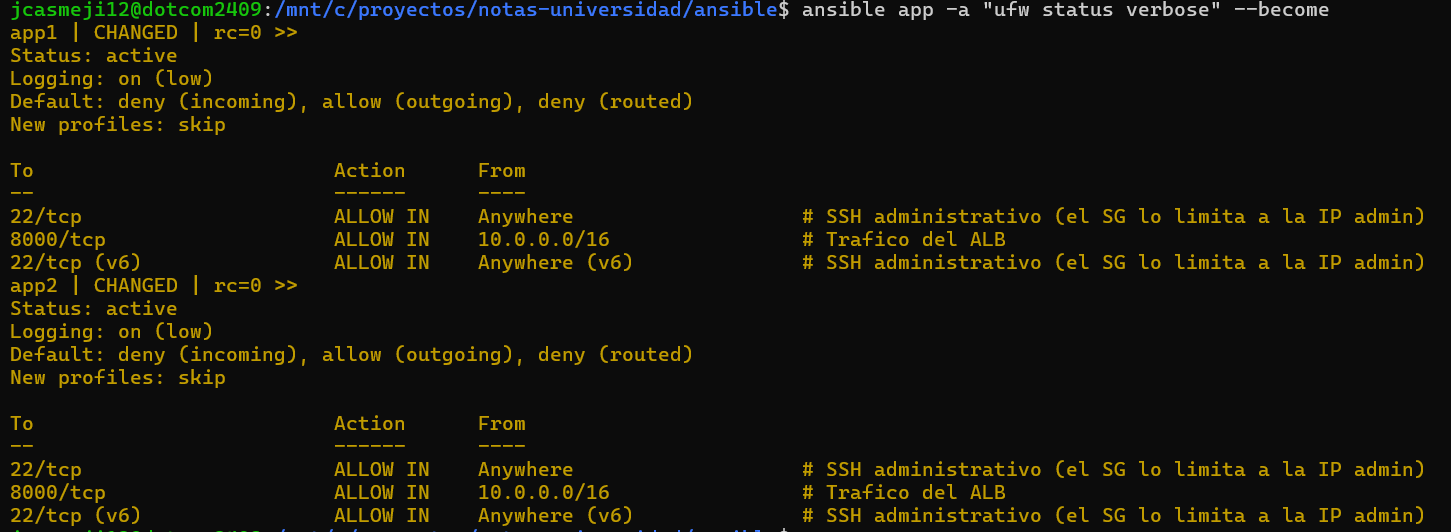 jcasmeji12@dotcom2409:/mnt/c/proyectos/notas-universidad/ansible$ ansible app -a "ufw status verbose" --become
app1 | CHANGED | rc=0 >>
Status: active
Logging: on (low)
Default: deny (incoming), allow (outgoing), deny (routed)
New profiles: skip
To Action From
-- ------ ----
22/tcp ALLOW IN Anywhere # SSH administrativo (el SG lo limita a la IP admin)
8000/tcp ALLOW IN 10.0.0.0/16 # Trafico del ALB
22/tcp (v6) ALLOW IN Anywhere (v6) # SSH administrativo (el SG lo limita a la IP admin)
app2 | CHANGED | rc=0 >>
Status: active
Logging: on (low)
Default: deny (incoming), allow (outgoing), deny (routed)
New profiles: skip
To Action From
-- ------ ----
22/tcp ALLOW IN Anywhere # SSH administrativo (el SG lo limita a la IP admin)
8000/tcp ALLOW IN 10.0.0.0/16 # Trafico del ALB
22/tcp (v6) ALLOW IN Anywhere (v6) # SSH administrativo (el SG lo limita a la IP admin)